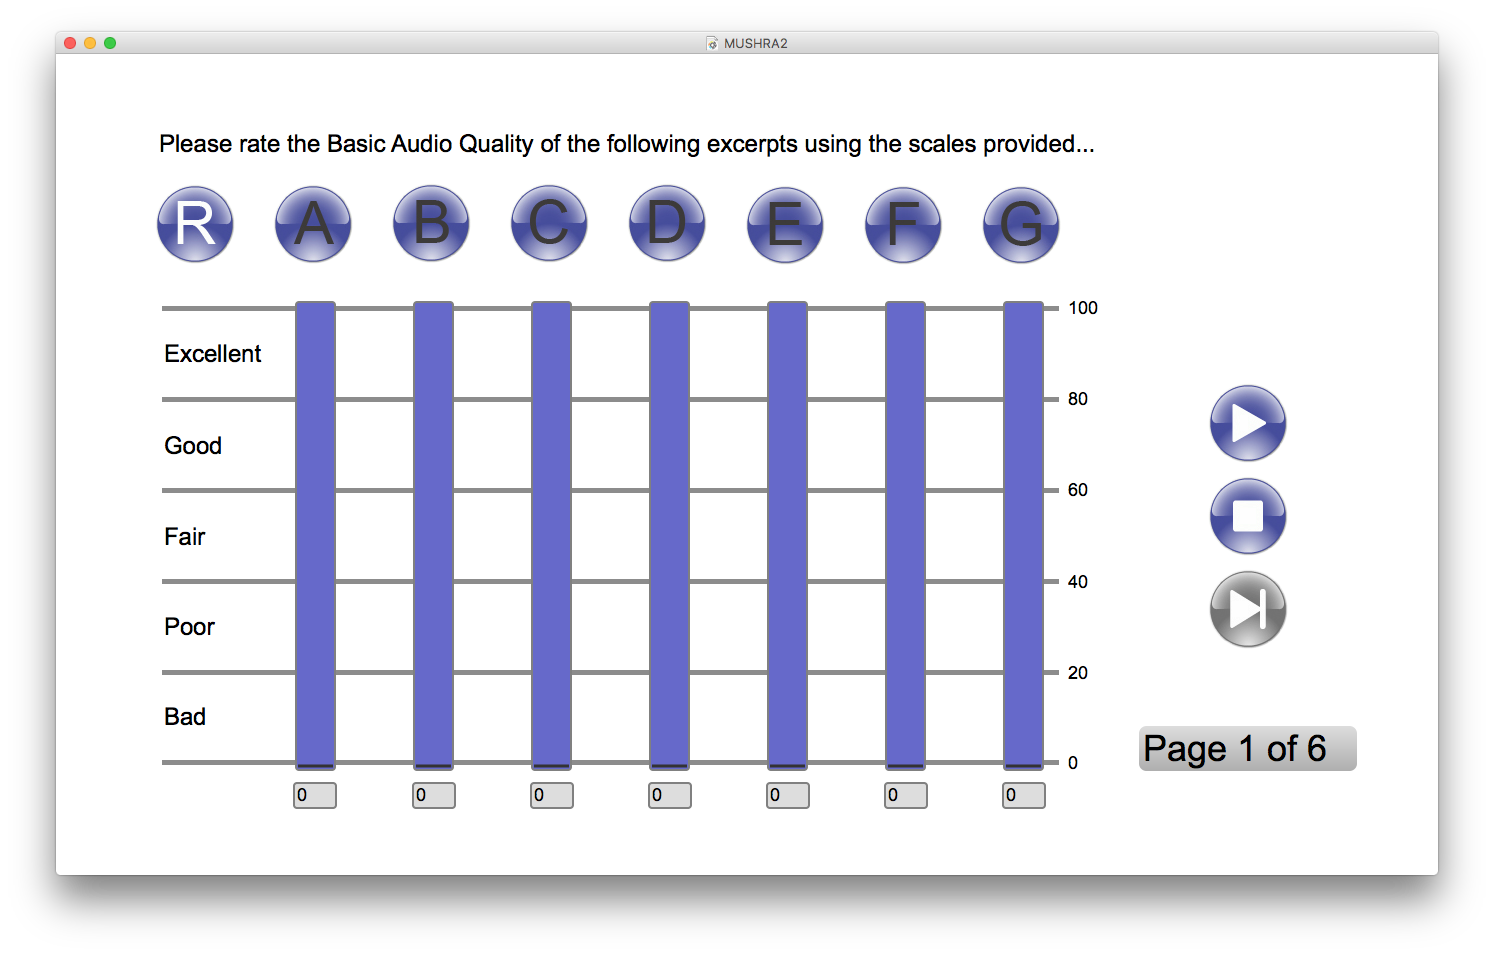 MUSHRA2
Please rate the Basic Audio Quality of the following excerpts using the scales provided...
R A B C D E F G
100
Excellent
80
Good
60
Fair
40
Poor
20
Bad
0
0 0 0 0 0 0 0
Page 1 of 6